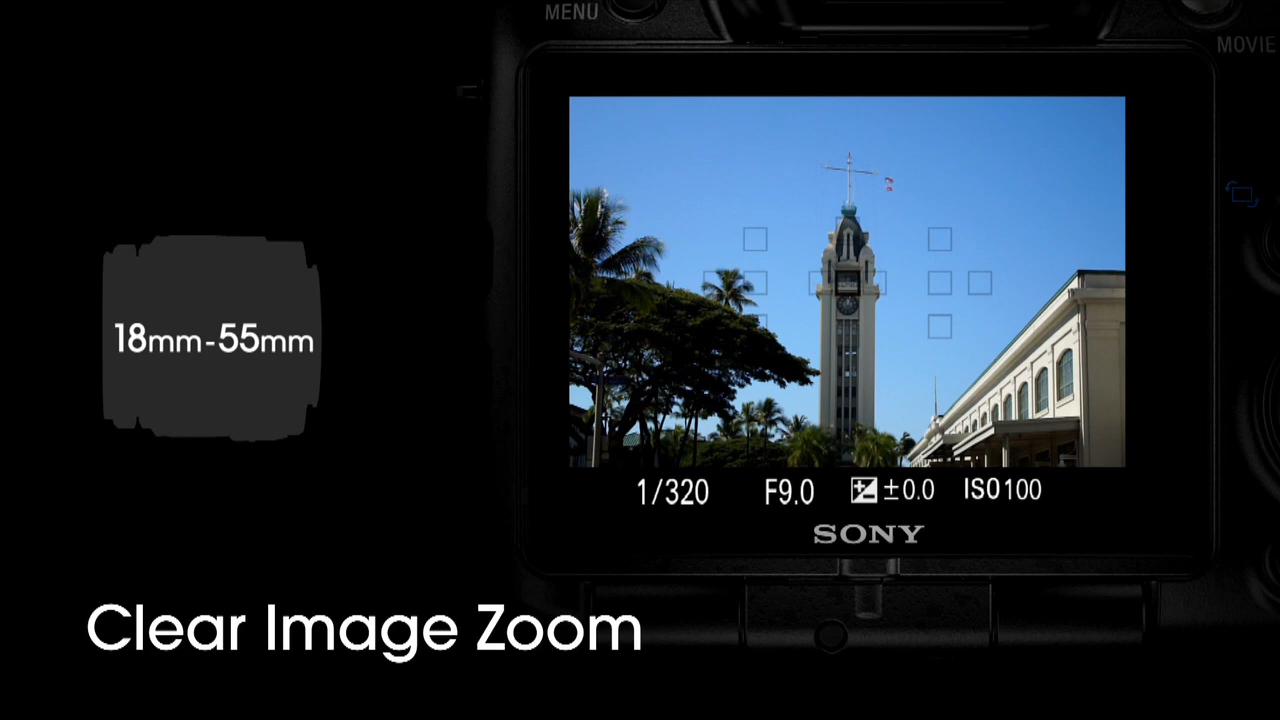 MENU
MOVIE
18mm-55mm
1/320 F9.0 ±0.0 ISO100
SONY
Clear Image Zoom